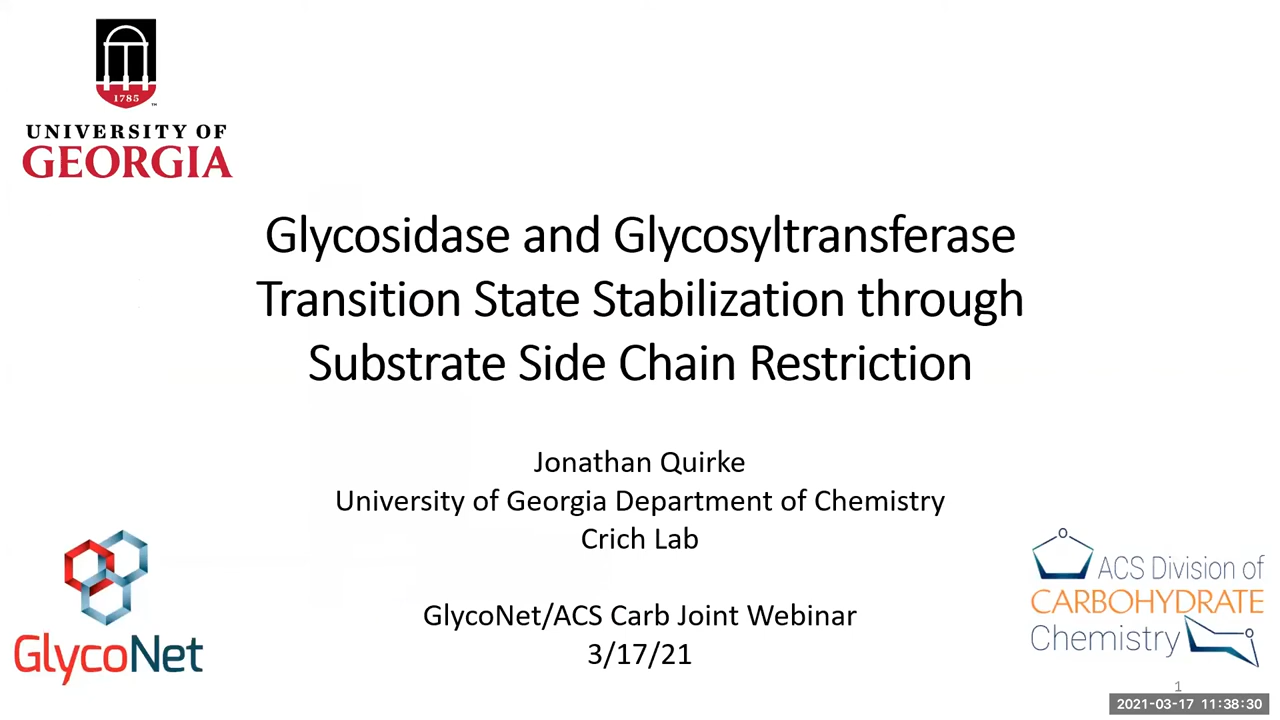 1785
UNIVERSITY OF
GEORGIA
Glycosidase and Glycosyltransferase
Transition State Stabilization through
Substrate Side Chain Restriction
Jonathan Quirke
University of Georgia Department of Chemistry
Crich Lab
GlycoNet/ACS Carb Joint Webinar
3/17/21
GlycoNet
O
ACS Division of
CARBOHYDRATE
Chemistry
O
1
2021-03-17 11:38:30